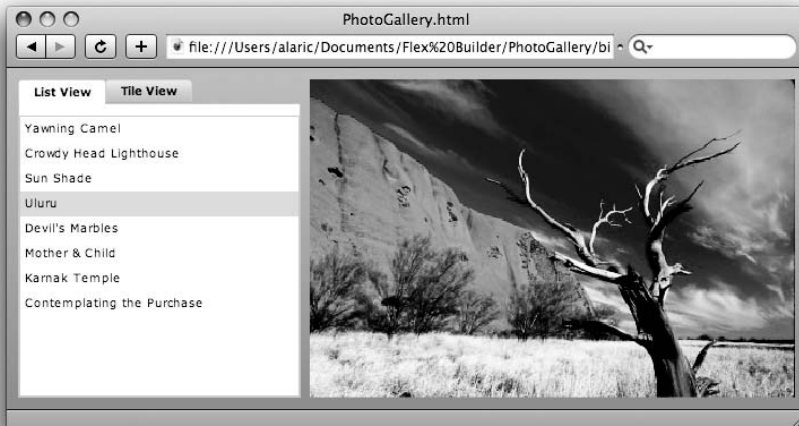 PhotoGallery.html
file:///Users/alaric/Documents/Flex%20Builder/PhotoGallery/bi
List View Tile View
Yawning Camel
Crowdy Head Lighthouse
Sun Shade
Uluru
Devil's Marbles
Mother & Child
Karnak Temple
Contemplating the Purchase